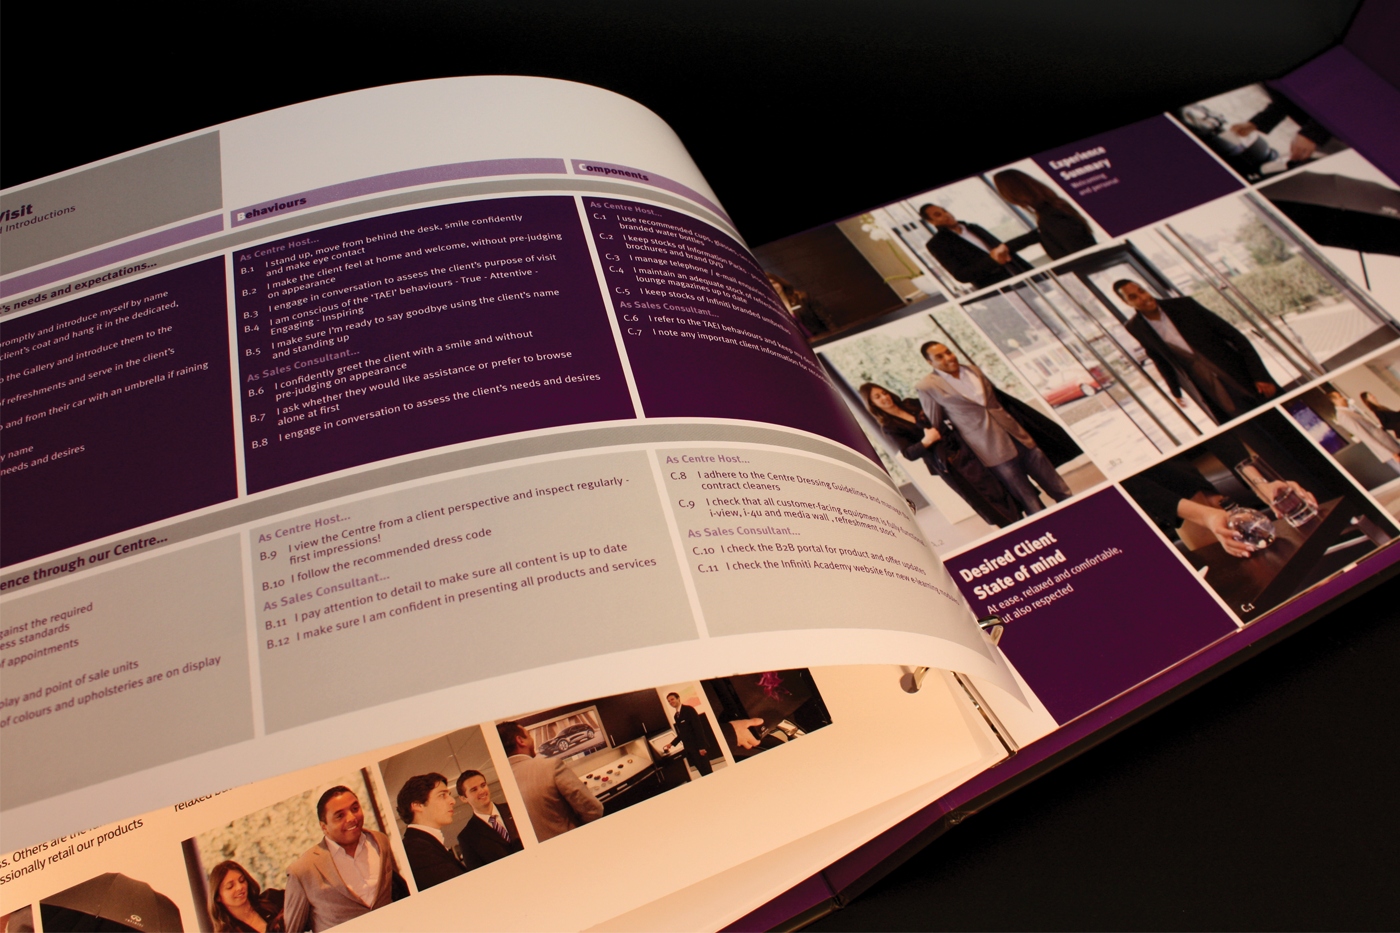 Visit
d Introductions
's needs and expectations...
romptly and introduce myself by name
client's coat and hang it in the dedicated,
o the Gallery and introduce them to the
of refreshments and serve in the client's
o and from their car with an umbrella if raining
y name
needs and desires
Behaviours
As Centre Host...
B.1 I stand up, move from behind the desk, smile confidently
and make eye contact
B.2 I make the client feel at home and welcome, without pre-judging
on appearance
B.3 I engage in conversation to assess the client's purpose of visit
B.4 I am conscious of the 'TAEI' behaviours - True - Attentive -
Engaging - Inspiring
B.5 I make sure I'm ready to say goodbye using the client's name
and standing up
As Sales Consultant...
B.6 I confidently greet the client with a smile and without
pre-judging on appearance
B.7 I ask whether they would like assistance or prefer to browse
alone at first
B.8 I engage in conversation to assess the client's needs and desires
Components
As Centre Host...
C.1 I use recommended cups, glasses
branded water bottles
C.2 I keep stocks of Information Packs
brochures and brand DVD
C.3 I manage telephone / e-mail
C.4 I maintain an adequate stock of
lounge magazines up to date
C.5 I keep stocks of Infiniti branded
As Sales Consultant...
C.6 I refer to the TAEI behaviours and keep
C.7 I note any important client information for
ence through our Centre...
gainst the required
ess standards
of appointments
play and point of sale units
of colours and upholsteries are on display
As Centre Host...
B.9 I view the Centre from a client perspective and inspect regularly -
first impressions!
B.10 I follow the recommended dress code
As Sales Consultant...
B.11 I pay attention to detail to make sure all content is up to date
B.12 I make sure I am confident in presenting all products and services
As Centre Host...
C.8 I adhere to the Centre Dressing Guidelines and manage
contract cleaners
C.9 I check that all customer-facing equipment is fully
i-view, i-4u and media wall , refreshment stock
As Sales Consultant...
C.10 I check the B2B portal for product and offer updates
C.11 I check the Infiniti Academy website for new e-learning
Experience
Summary
Welcoming
and personal
Desired Client
State of mind
At ease, relaxed and comfortable,
ut also respected
C.1
relaxed
s. Others are the
ssionally retail our products